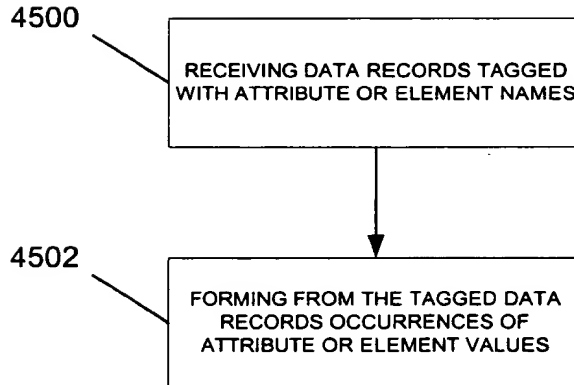 4500
RECEIVING DATA RECORDS TAGGED
WITH ATTRIBUTE OR ELEMENT NAMES
4502
FORMING FROM THE TAGGED DATA
RECORDS OCCURRENCES OF
ATTRIBUTE OR ELEMENT VALUES